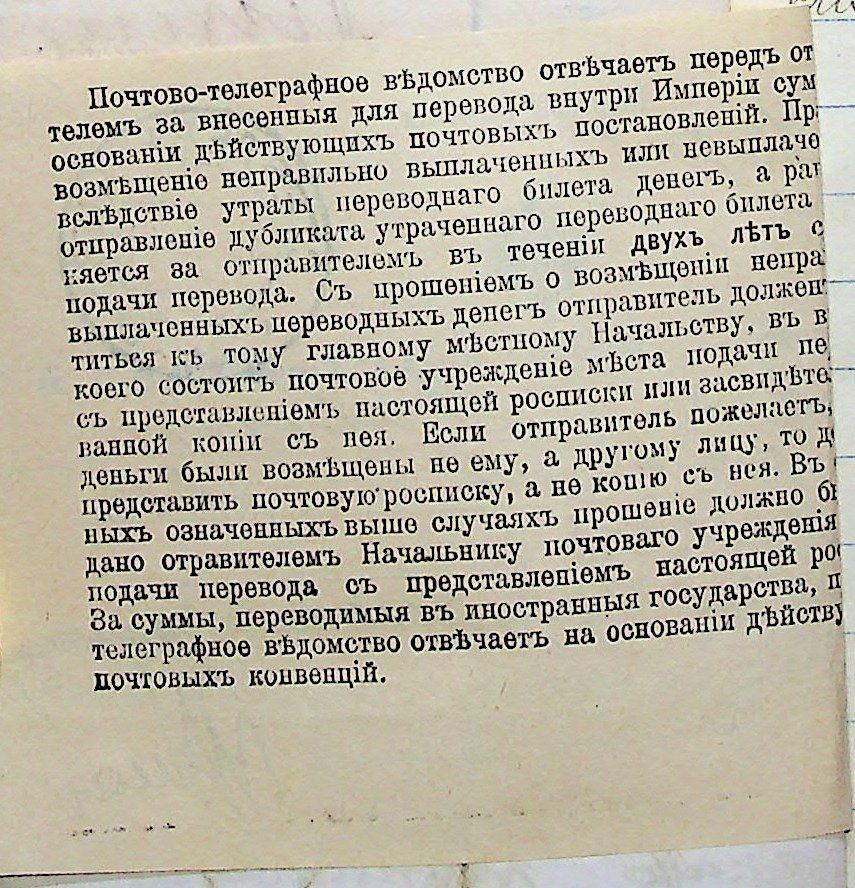 Почтово-телеграфное вѣдомство отвѣчаетъ передъ от
телемъ за внесенныя для перевода внутри Имперіи сум
основаніи дѣйствующихъ почтовыхъ постановленій. Пра
возмѣщеніе неправильно выплаченныхъ или невыплаче
вслѣдствіе утраты переводнаго билета денегъ, а рав
отправленіе дубликата утраченнаго переводнаго билета
кяется за отправителемъ въ теченіи двухъ лѣтъ с
подачи перевода. Съ прошеніемъ о возмѣщеніи непра
выплаченныхъ переводныхъ денегъ отправитель должен
титься къ тому главному мѣстному Начальству, въ в
коего состоитъ почтовое учрежденіе мѣста подачи пе
съ представленіемъ настоящей росписки или засвидѣте
ванной копіи съ нея. Если отправитель пожелаетъ,
деньги были возмѣщены не ему, а другому лицу, то д
представить почтовую росписку, а не копію съ нея. Въ
ныхъ означенныхъ выше случаяхъ прошеніе должно б
дано отравителемъ Начальнику почтоваго учрежденія
подачи перевода съ представленіемъ настоящей рос
За суммы, переводимыя въ иностранныя государства, п
телеграфное вѣдомство отвѣчаетъ на основаніи дѣйству
почтовыхъ конвенцій.